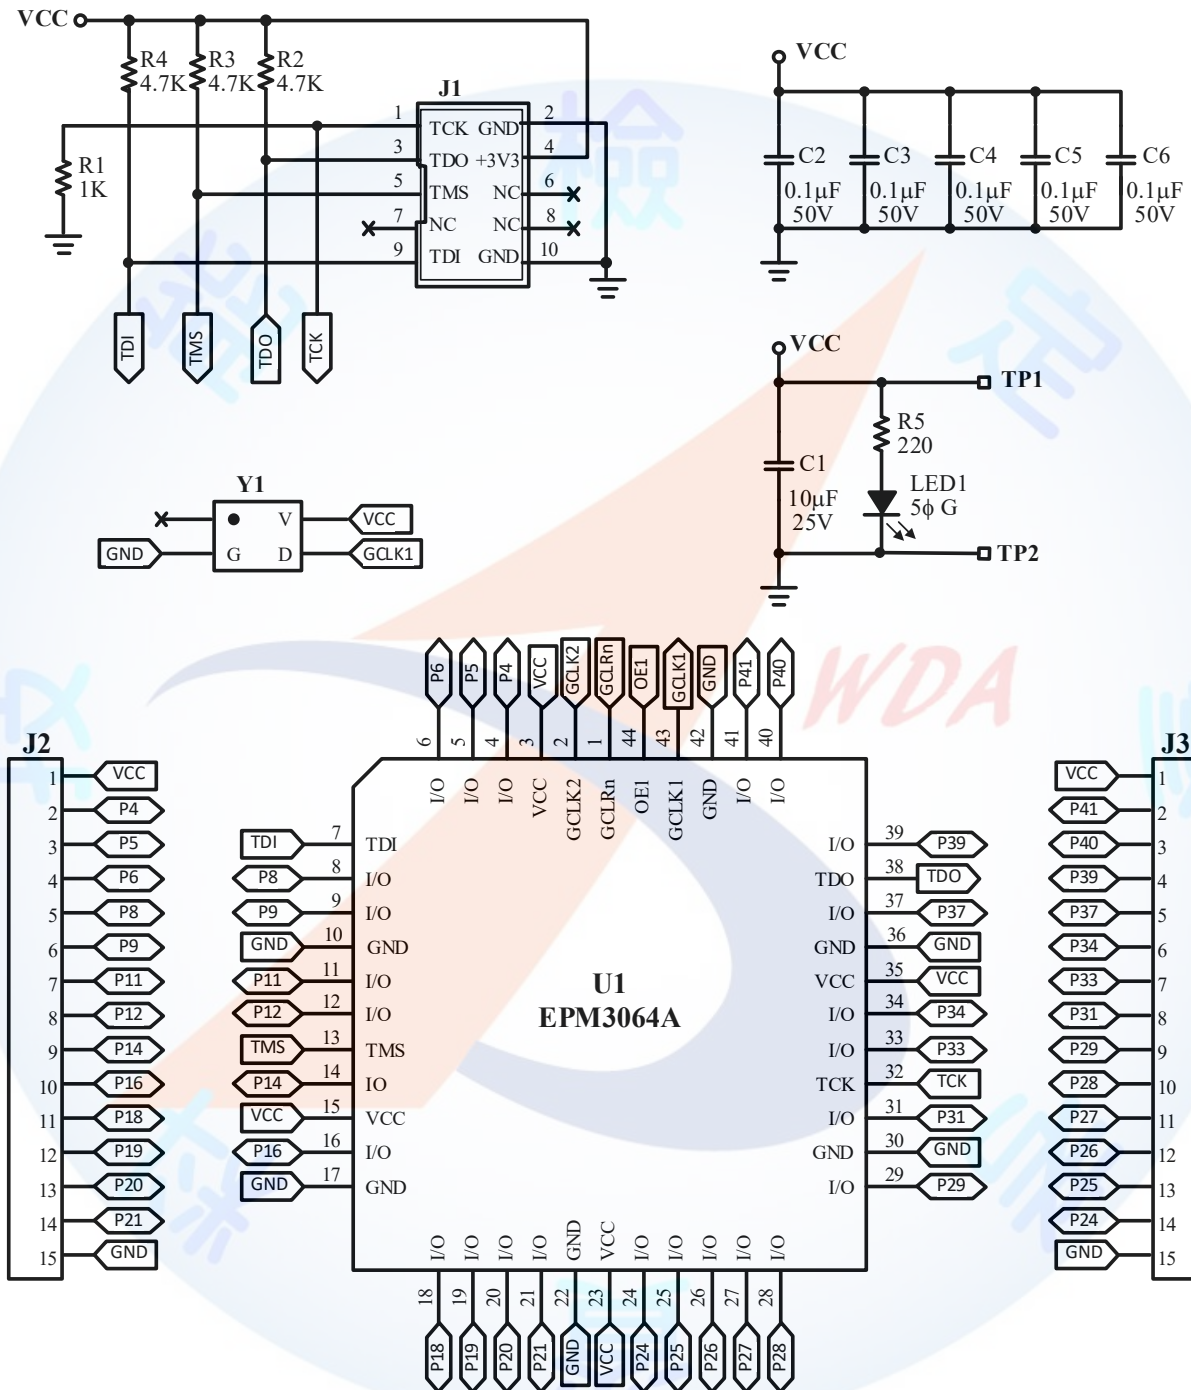 VCC
R4
4.7K
R3
4.7K
R2
4.7K
R1
1K
J1
1 TCK GND 2
3 TDO +3V3 4
5 TMS NC 6
7 NC NC 8
9 TDI GND 10
TDI
TMS
TDO
TCK
VCC
C2
0.1μF
50V
C3
0.1μF
50V
C4
0.1μF
50V
C5
0.1μF
50V
C6
0.1μF
50V
VCC
TP1
R5
220
C1
10μF
25V
LED1
5ϕ G
TP2
Y1
V VCC
GND G D GCLK1
WDA
P6 P5 P4 VCC GCLK2 GCLRn OE1 GCLK1 GND P41 P40
6 5 4 3 2 1 44 43 42 41 40
I/O I/O I/O VCC GCLK2 GCLRn OE1 GCLK1 GND I/O I/O
J2
1 VCC
2 P4
3 P5
4 P6
5 P8
6 P9
7 P11
8 P12
9 P14
10 P16
11 P18
12 P19
13 P20
14 P21
15 GND
TDI 7 TDI
P8 8 I/O
P9 9 I/O
GND 10 GND
P11 11 I/O
P12 12 I/O
TMS 13 TMS
P14 14 IO
VCC 15 VCC
P16 16 I/O
GND 17 GND
U1
EPM3064A
I/O 39 P39
TDO 38 TDO
I/O 37 P37
GND 36 GND
VCC 35 VCC
I/O 34 P34
I/O 33 P33
TCK 32 TCK
I/O 31 P31
GND 30 GND
I/O 29 P29
J3
VCC 1
P41 2
P40 3
P39 4
P37 5
P34 6
P33 7
P31 8
P29 9
P28 10
P27 11
P26 12
P25 13
P24 14
GND 15
I/O I/O I/O I/O GND VCC I/O I/O I/O I/O I/O
18 19 20 21 22 23 24 25 26 27 28
P18 P19 P20 P21 GND VCC P24 P25 P26 P27 P28